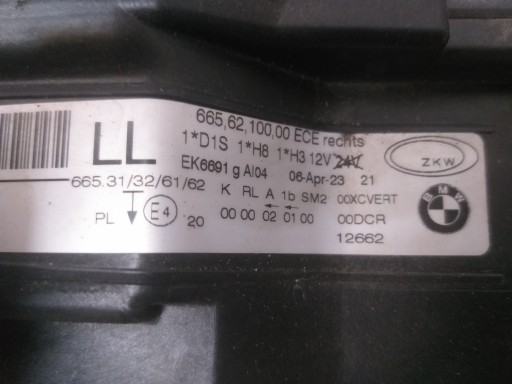 LL
665,62,100,00 ECE rechts
1*D1S 1*H8 1*H3 12V 24V
EK6691 g AI04 06-Apr-23 21
ZKW
665.31/32/61/62 K RL A 1b SM2 00XCVERT
PL E4 20 00 00 02 01 00 00DCR
12662
BMW